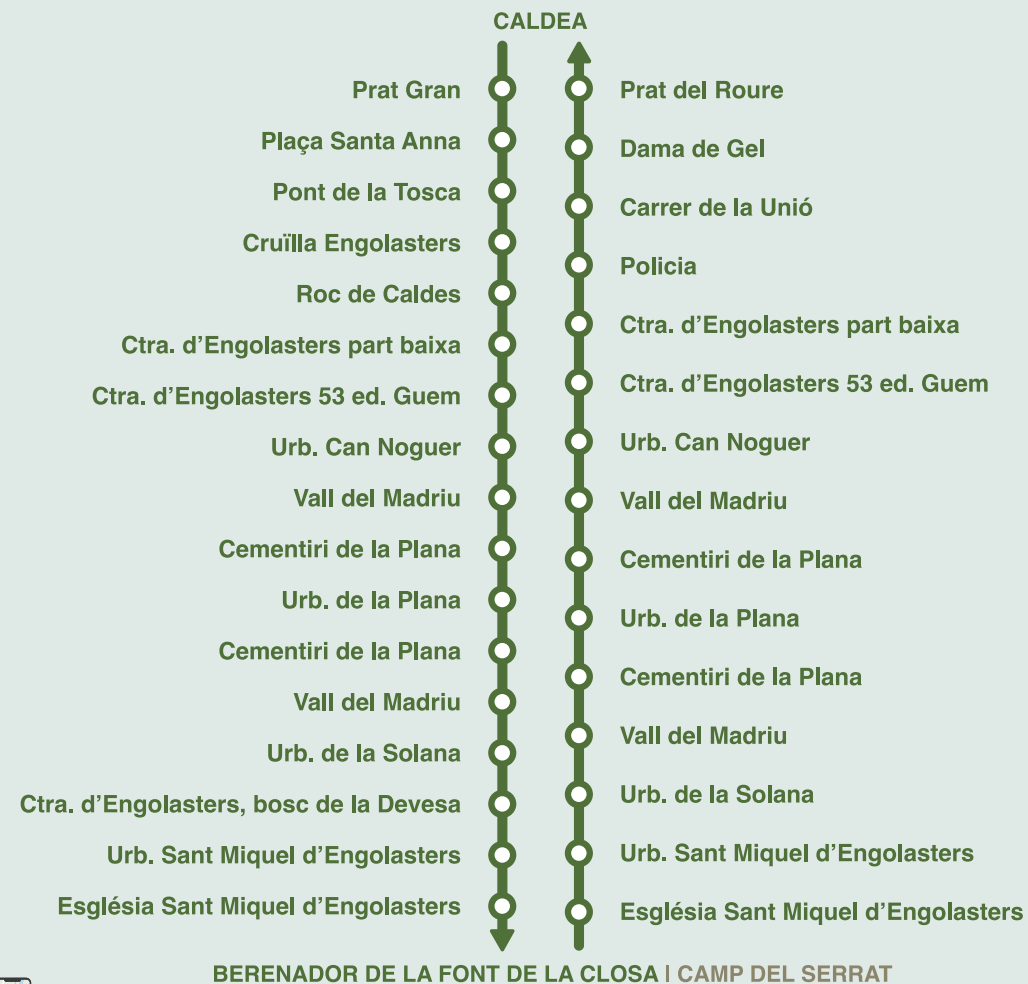 CALDEA
Prat Gran
Plaça Santa Anna
Pont de la Tosca
Cruïlla Engolasters
Roc de Caldes
Ctra. d'Engolasters part baixa
Ctra. d'Engolasters 53 ed. Guem
Urb. Can Noguer
Vall del Madriu
Cementiri de la Plana
Urb. de la Plana
Cementiri de la Plana
Vall del Madriu
Urb. de la Solana
Ctra. d'Engolasters, bosc de la Devesa
Urb. Sant Miquel d'Engolasters
Església Sant Miquel d'Engolasters
Prat del Roure
Dama de Gel
Carrer de la Unió
Policia
Ctra. d'Engolasters part baixa
Ctra. d'Engolasters 53 ed. Guem
Urb. Can Noguer
Vall del Madriu
Cementiri de la Plana
Urb. de la Plana
Cementiri de la Plana
Vall del Madriu
Urb. de la Solana
Urb. Sant Miquel d'Engolasters
Església Sant Miquel d'Engolasters
BERENADOR DE LA FONT DE LA CLOSA | CAMP DEL SERRAT